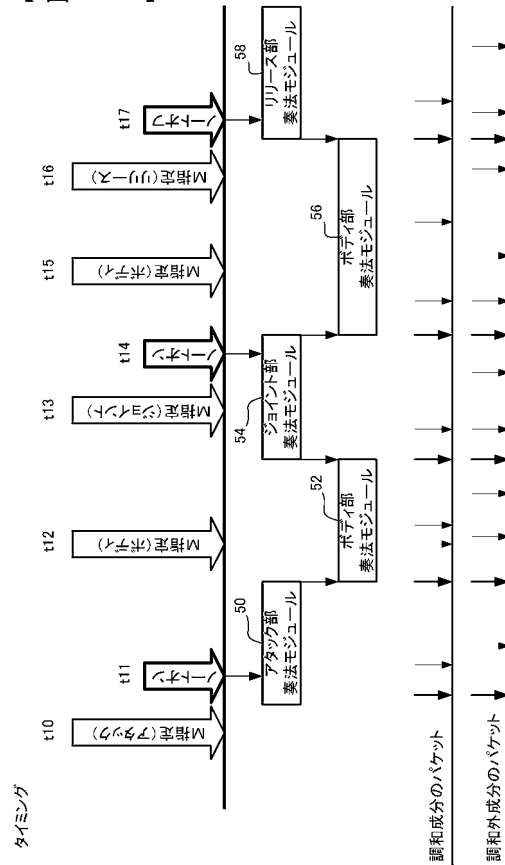 【図
タイミング
t10
t11
t12
t13
t14
t15
t16
t17
M指定(アタック)
ノートオン
M指定(ボディ)
M指定(ジョイント)
ノートオン
M指定(ボディ)
M指定(リリース)
ノートオフ
50
アタック部
奏法モジュール
52
ボディ部
奏法モジュール
54
ジョイント部
奏法モジュール
56
ボディ部
奏法モジュール
58
リリース部
奏法モジュール
調和成分のパケット
調和外成分のパケット